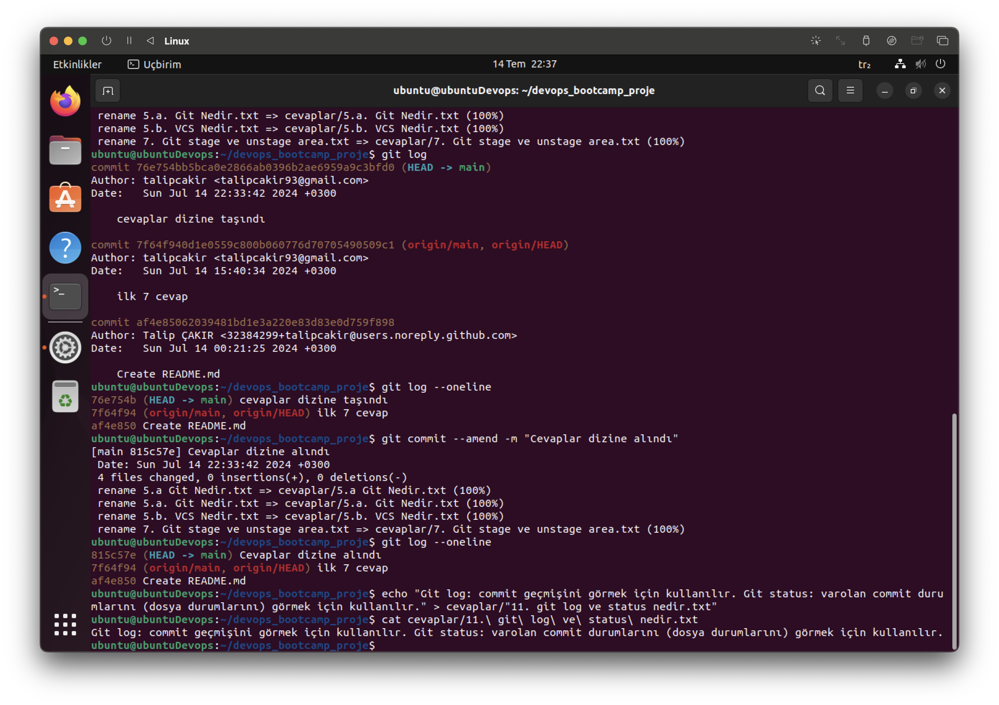 Linux
Etkinlikler
Uçbirim
14 Tem 22:37
tr₂
ubuntu@ubuntuDevops: ~/devops_bootcamp_proje
rename 5.a. Git Nedir.txt => cevaplar/5.a. Git Nedir.txt (100%)
rename 5.b. VCS Nedir.txt => cevaplar/5.b. VCS Nedir.txt (100%)
rename 7. Git stage ve unstage area.txt => cevaplar/7. Git stage ve unstage area.txt (100%)
ubuntu@ubuntuDevops:~/devops_bootcamp_proje$ git log
commit 76e754bb5bca0e2866ab0396b2ae6959a9c3bfd0 (HEAD -> main)
Author: talipcakir <talipcakir93@gmail.com>
Date:   Sun Jul 14 22:33:42 2024 +0300
cevaplar dizine taşındı
commit 7f64f940d1e0559c800b060776d70705490509c1 (origin/main, origin/HEAD)
Author: talipcakir <talipcakir93@gmail.com>
Date:   Sun Jul 14 15:40:34 2024 +0300
ilk 7 cevap
commit af4e85062039481bd1e3a220e83d83e0d759f898
Author: Talip ÇAKIR <32384299+talipcakir@users.noreply.github.com>
Date:   Sun Jul 14 00:21:25 2024 +0300
Create README.md
ubuntu@ubuntuDevops:~/devops_bootcamp_proje$ git log --oneline
76e754b (HEAD -> main) cevaplar dizine taşındı
7f64f94 (origin/main, origin/HEAD) ilk 7 cevap
af4e850 Create README.md
ubuntu@ubuntuDevops:~/devops_bootcamp_proje$ git commit --amend -m "Cevaplar dizine alındı"
[main 815c57e] Cevaplar dizine alındı
Date: Sun Jul 14 22:33:42 2024 +0300
4 files changed, 0 insertions(+), 0 deletions(-)
rename 5.a Git Nedir.txt => cevaplar/5.a Git Nedir.txt (100%)
rename 5.a. Git Nedir.txt => cevaplar/5.a. Git Nedir.txt (100%)
rename 5.b. VCS Nedir.txt => cevaplar/5.b. VCS Nedir.txt (100%)
rename 7. Git stage ve unstage area.txt => cevaplar/7. Git stage ve unstage area.txt (100%)
ubuntu@ubuntuDevops:~/devops_bootcamp_proje$ git log --oneline
815c57e (HEAD -> main) Cevaplar dizine alındı
7f64f94 (origin/main, origin/HEAD) ilk 7 cevap
af4e850 Create README.md
ubuntu@ubuntuDevops:~/devops_bootcamp_proje$ echo "Git log: commit geçmişini görmek için kullanılır. Git status: varolan commit duru
mlarını (dosya durumlarını) görmek için kullanılır." > cevaplar/"11. git log ve status nedir.txt"
ubuntu@ubuntuDevops:~/devops_bootcamp_proje$ cat cevaplar/11.\ git\ log\ ve\ status\ nedir.txt
Git log: commit geçmişini görmek için kullanılır. Git status: varolan commit durumlarını (dosya durumlarını) görmek için kullanılır.
ubuntu@ubuntuDevops:~/devops_bootcamp_proje$